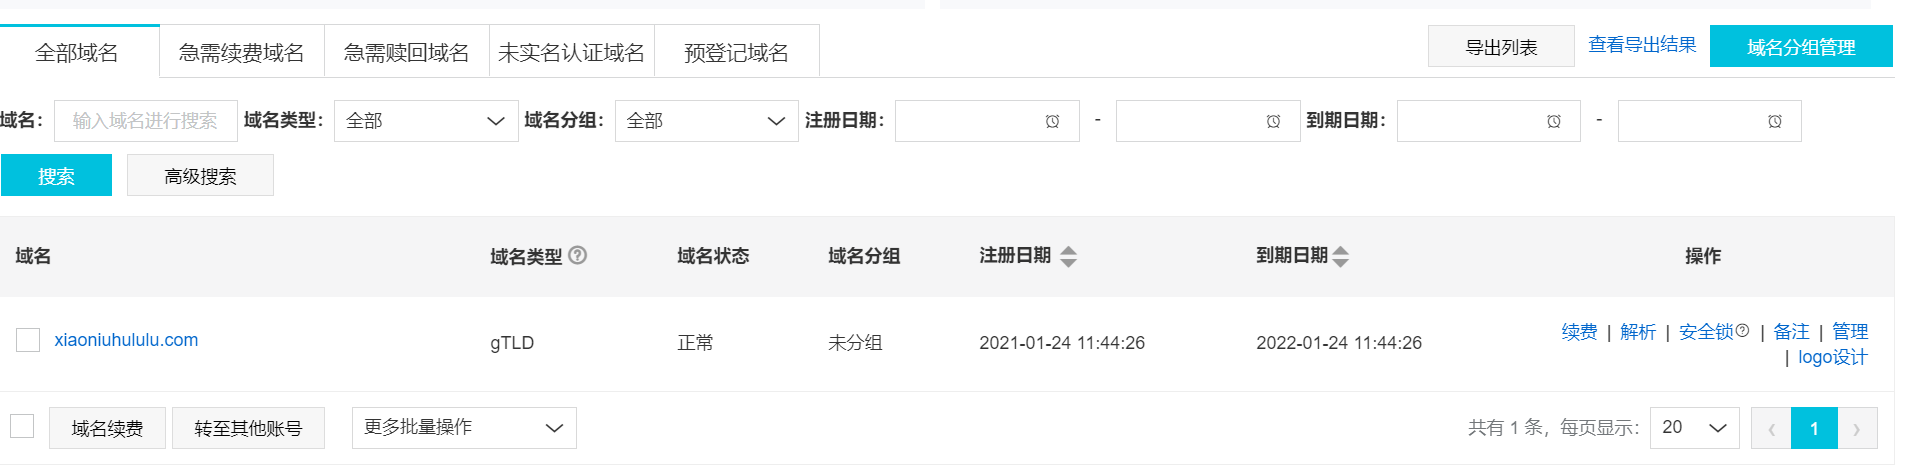 全部域名 急需续费域名 急需赎回域名 未实名认证域名 预登记域名 导出列表 查看导出结果 域名分组管理
域名： 输入域名进行搜索 域名类型： 全部 域名分组： 全部 注册日期： - 到期日期： -
搜索 高级搜索
域名 域名类型 ? 域名状态 域名分组 注册日期 到期日期 操作
xiaoniuhululu.com gTLD 正常 未分组 2021-01-24 11:44:26 2022-01-24 11:44:26 续费 | 解析 | 安全锁? | 备注 | 管理
| logo设计
域名续费 转至其他账号 更多批量操作 共有 1 条，每页显示： 20 ‹ 1 ›